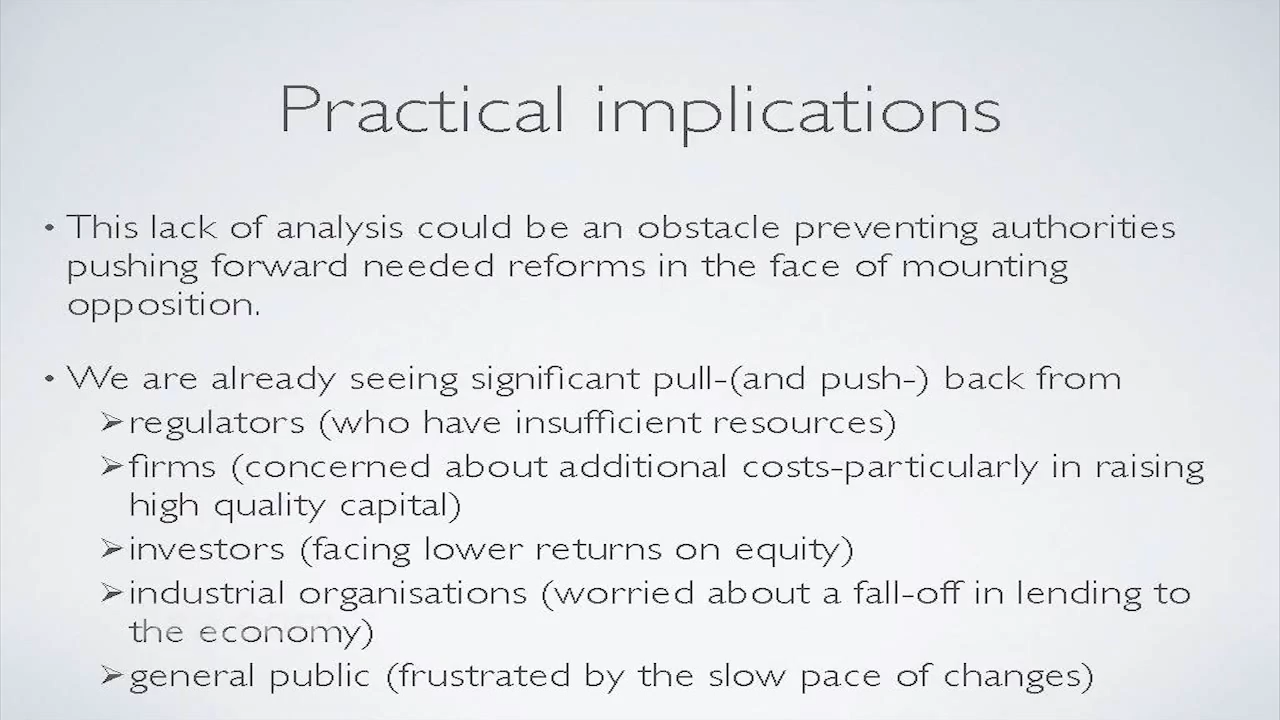 Practical implications
• This lack of analysis could be an obstacle preventing authorities
pushing forward needed reforms in the face of mounting
opposition.
• We are already seeing significant pull-(and push-) back from
➢regulators (who have insufficient resources)
➢firms (concerned about additional costs-particularly in raising
high quality capital)
➢investors (facing lower returns on equity)
➢industrial organisations (worried about a fall-off in lending to
the economy)
➢general public (frustrated by the slow pace of changes)